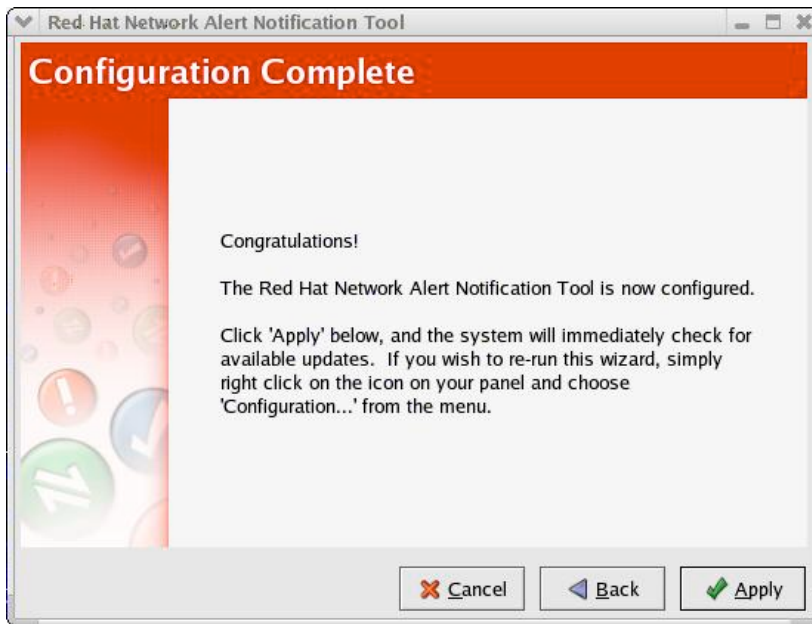 Red Hat Network Alert Notification Tool
Configuration Complete
Congratulations!
The Red Hat Network Alert Notification Tool is now configured.
Click 'Apply' below, and the system will immediately check for
available updates. If you wish to re-run this wizard, simply
right click on the icon on your panel and choose
'Configuration...' from the menu.
Cancel
Back
Apply